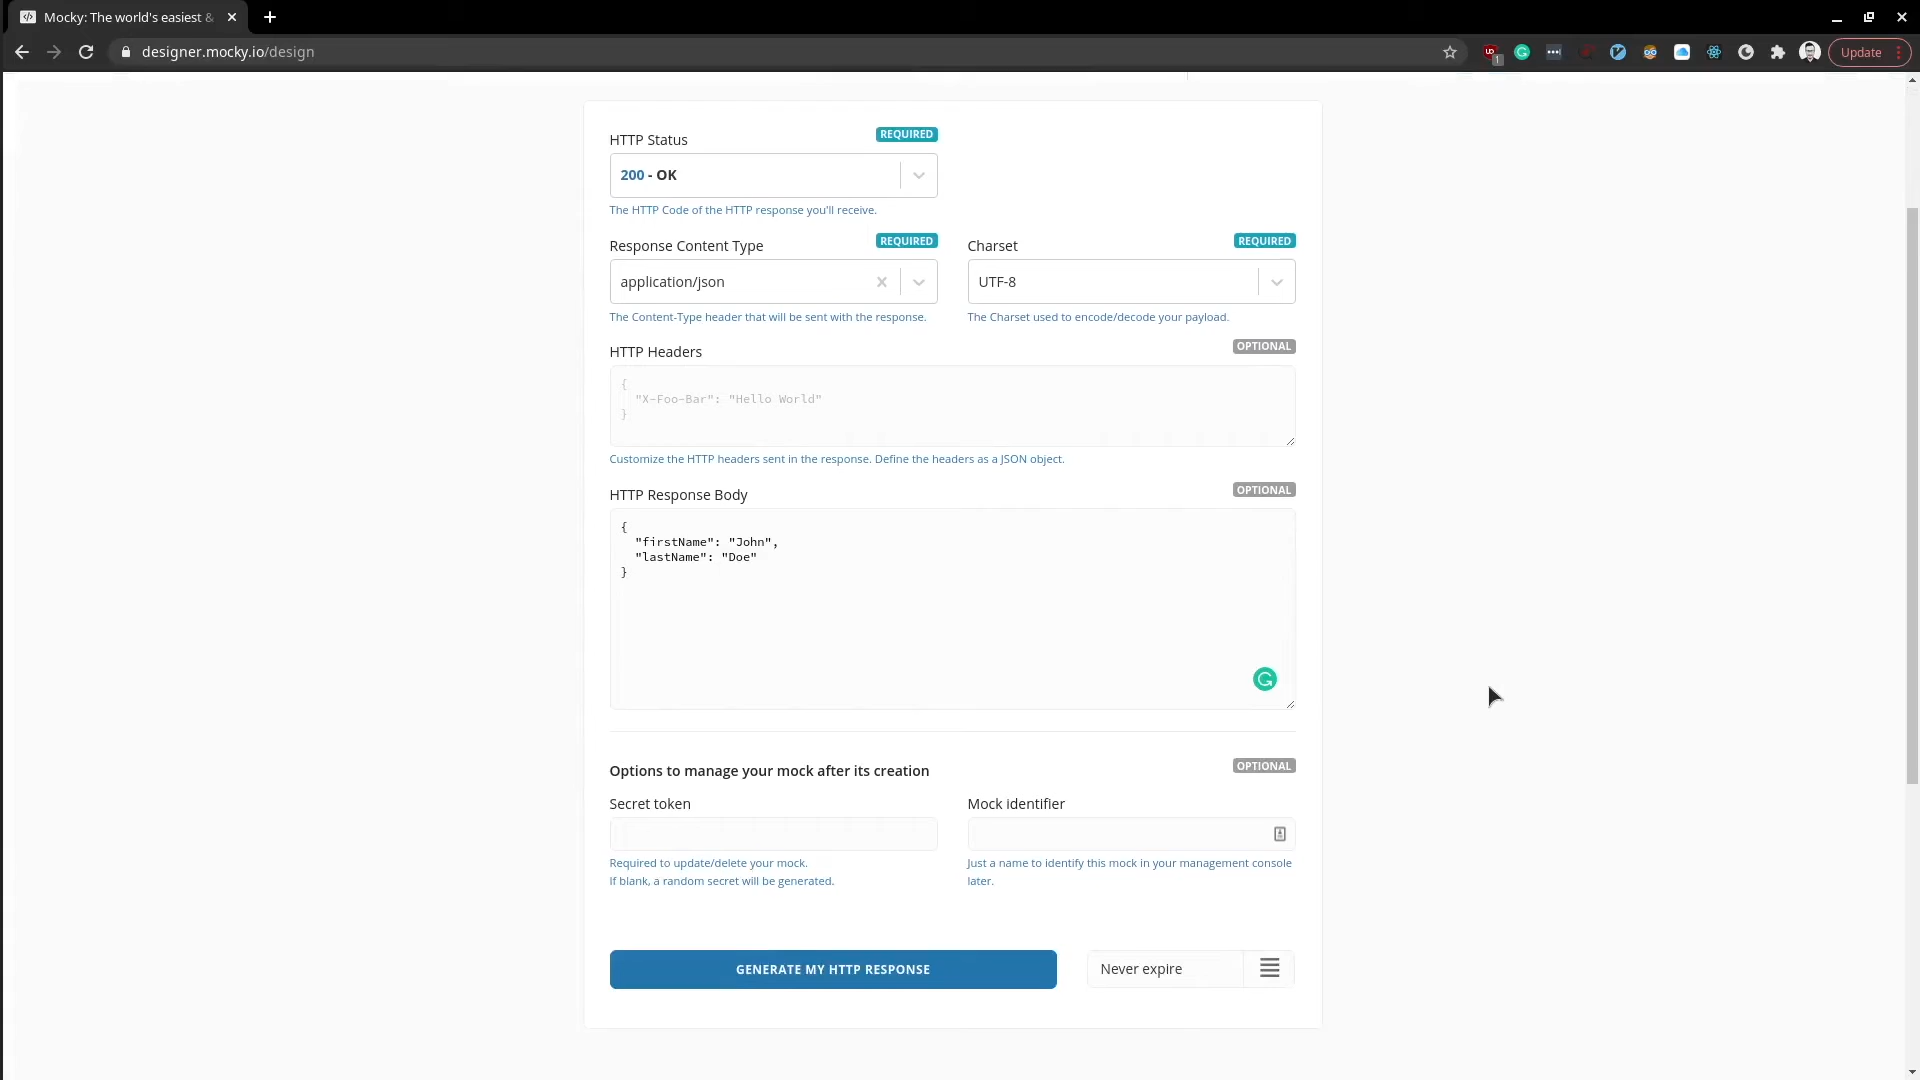 Mocky: The world's easiest &
designer.mocky.io/design
1
Update
HTTP Status
REQUIRED
200 - OK
The HTTP Code of the HTTP response you'll receive.
Response Content Type
REQUIRED
Charset
REQUIRED
application/json
UTF-8
The Content-Type header that will be sent with the response.
The Charset used to encode/decode your payload.
HTTP Headers
OPTIONAL
{
"X-Foo-Bar": "Hello World"
}
Customize the HTTP headers sent in the response. Define the headers as a JSON object.
HTTP Response Body
OPTIONAL
{
"firstName": "John",
"lastName": "Doe"
}
Options to manage your mock after its creation
OPTIONAL
Secret token
Mock identifier
Required to update/delete your mock.
If blank, a random secret will be generated.
Just a name to identify this mock in your management console
later.
GENERATE MY HTTP RESPONSE
Never expire